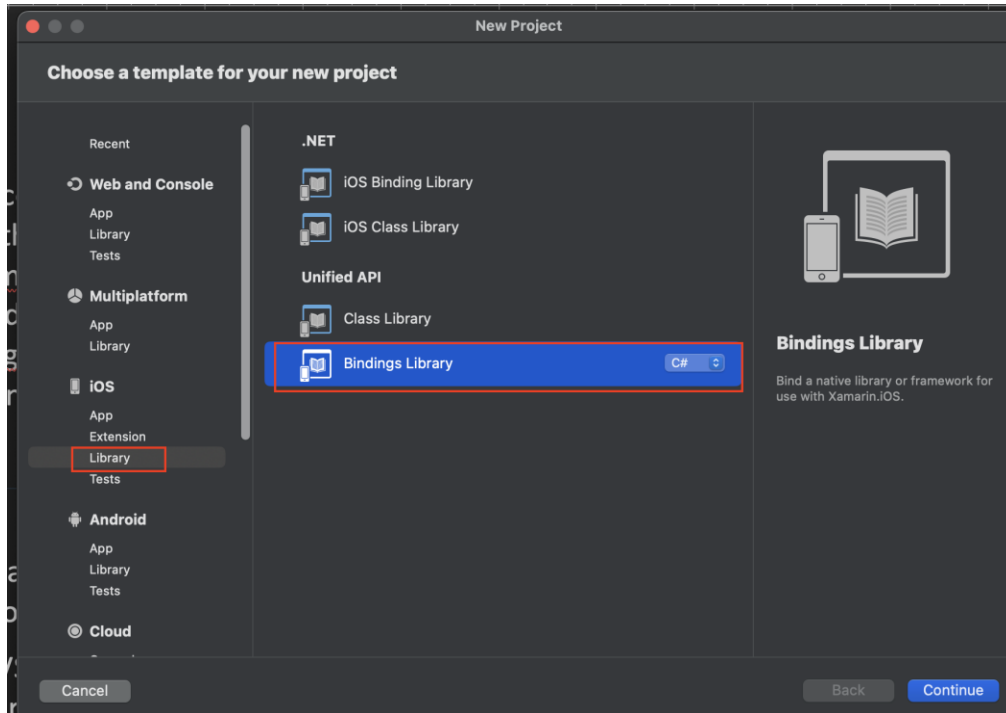 New Project
Choose a template for your new project
Recent
Web and Console
App
Library
Tests
Multiplatform
App
Library
iOS
App
Extension
Library
Tests
Android
App
Library
Tests
Cloud
.NET
iOS Binding Library
iOS Class Library
Unified API
Class Library
Bindings Library C#
Bindings Library
Bind a native library or framework for
use with Xamarin.iOS.
Cancel
Back
Continue